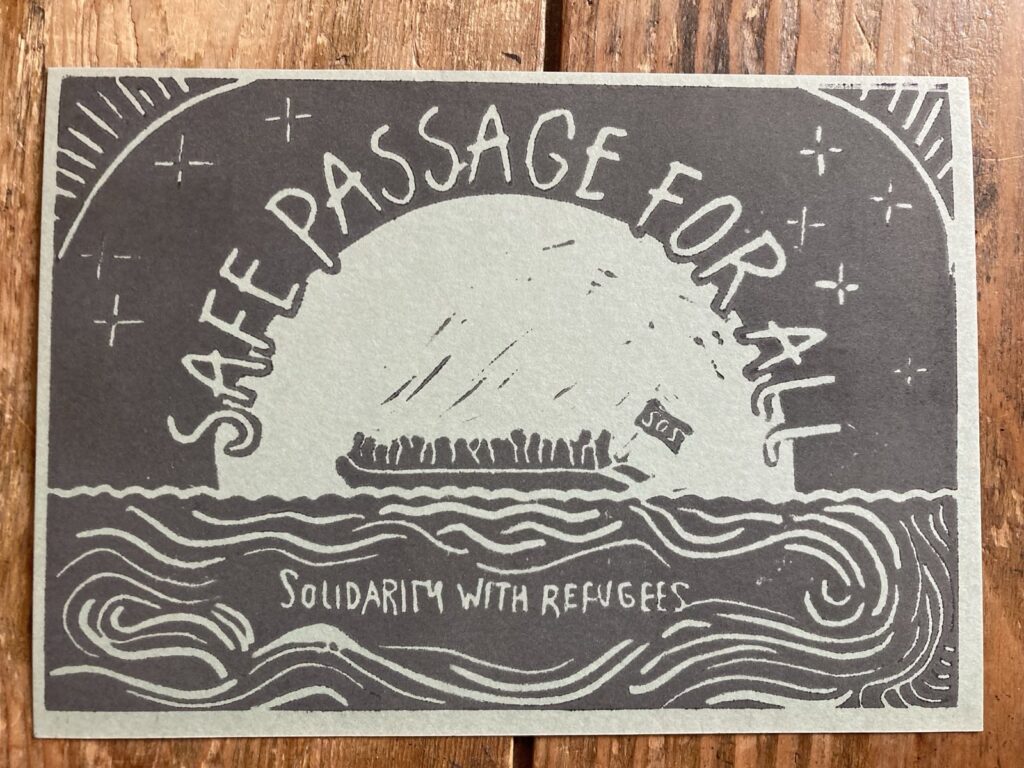 SAFE PASSAGE FOR ALL
SOS
SOLIDARITY WITH REFUGEES